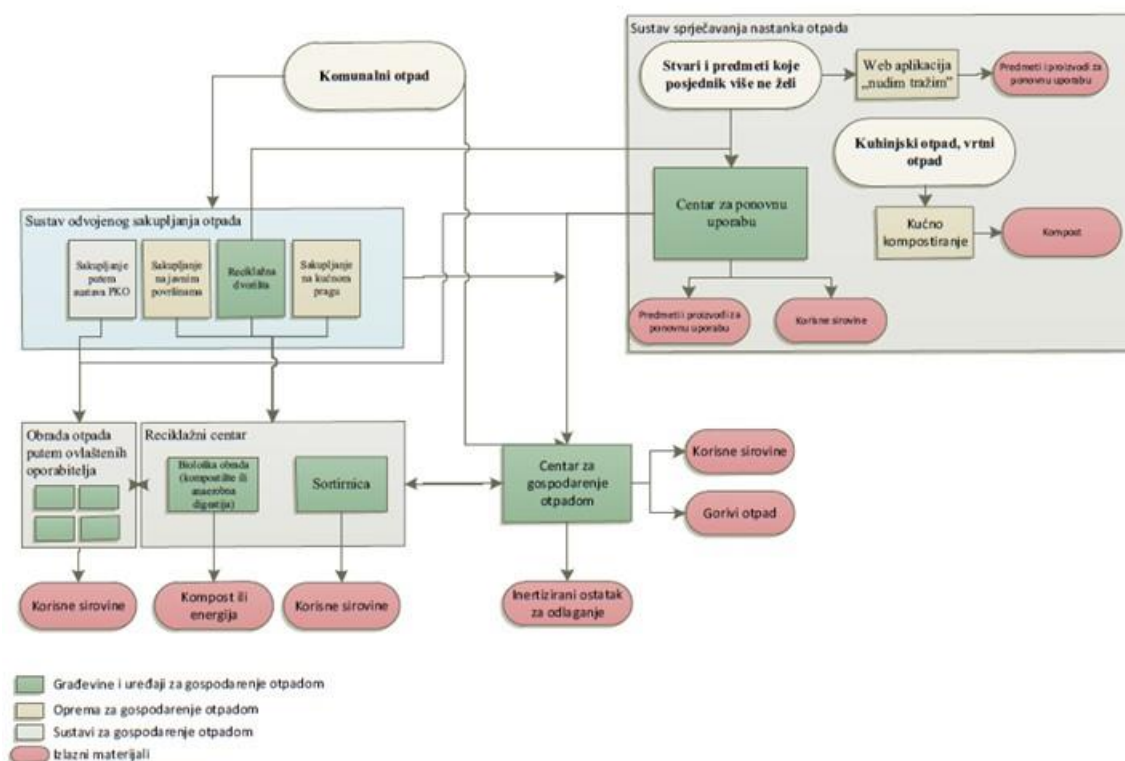 Sustav sprječavanja nastanka otpada
Komunalni otpad
Stvari i predmeti koje
posjednik više ne želi
Web aplikacija
„nudim tražim”
Predmeti i proizvodi za
ponovnu uporabu
Kuhinjski otpad, vrtni
otpad
Centar za ponovnu
uporabu
Kućno
kompostiranje
Kompost
Predmeti i proizvodi za
ponovnu uporabu
Korisne sirovine
Sustav odvojenog sakupljanja otpada
Sakupljanje
putem
sustava PKO
Sakupljanje
na javnim
površinama
Reciklažna
dvorišta
Sakupljanje
na kućnom
pragu
Obrada otpada
putem ovlaštenih
oporabitelja
Reciklažni centar
Biološka obrada
(kompostište ili
anaerobna
digestija)
Sortirnica
Centar za
gospodarenje
otpadom
Korisne sirovine
Gorivi otpad
Korisne sirovine
Kompost ili
energija
Korisne sirovine
Inertizirani ostatak
za odlaganje
Građevine i uređaji za gospodarenje otpadom
Oprema za gospodarenje otpadom
Sustavi za gospodarenje otpadom
Izlazni materijali